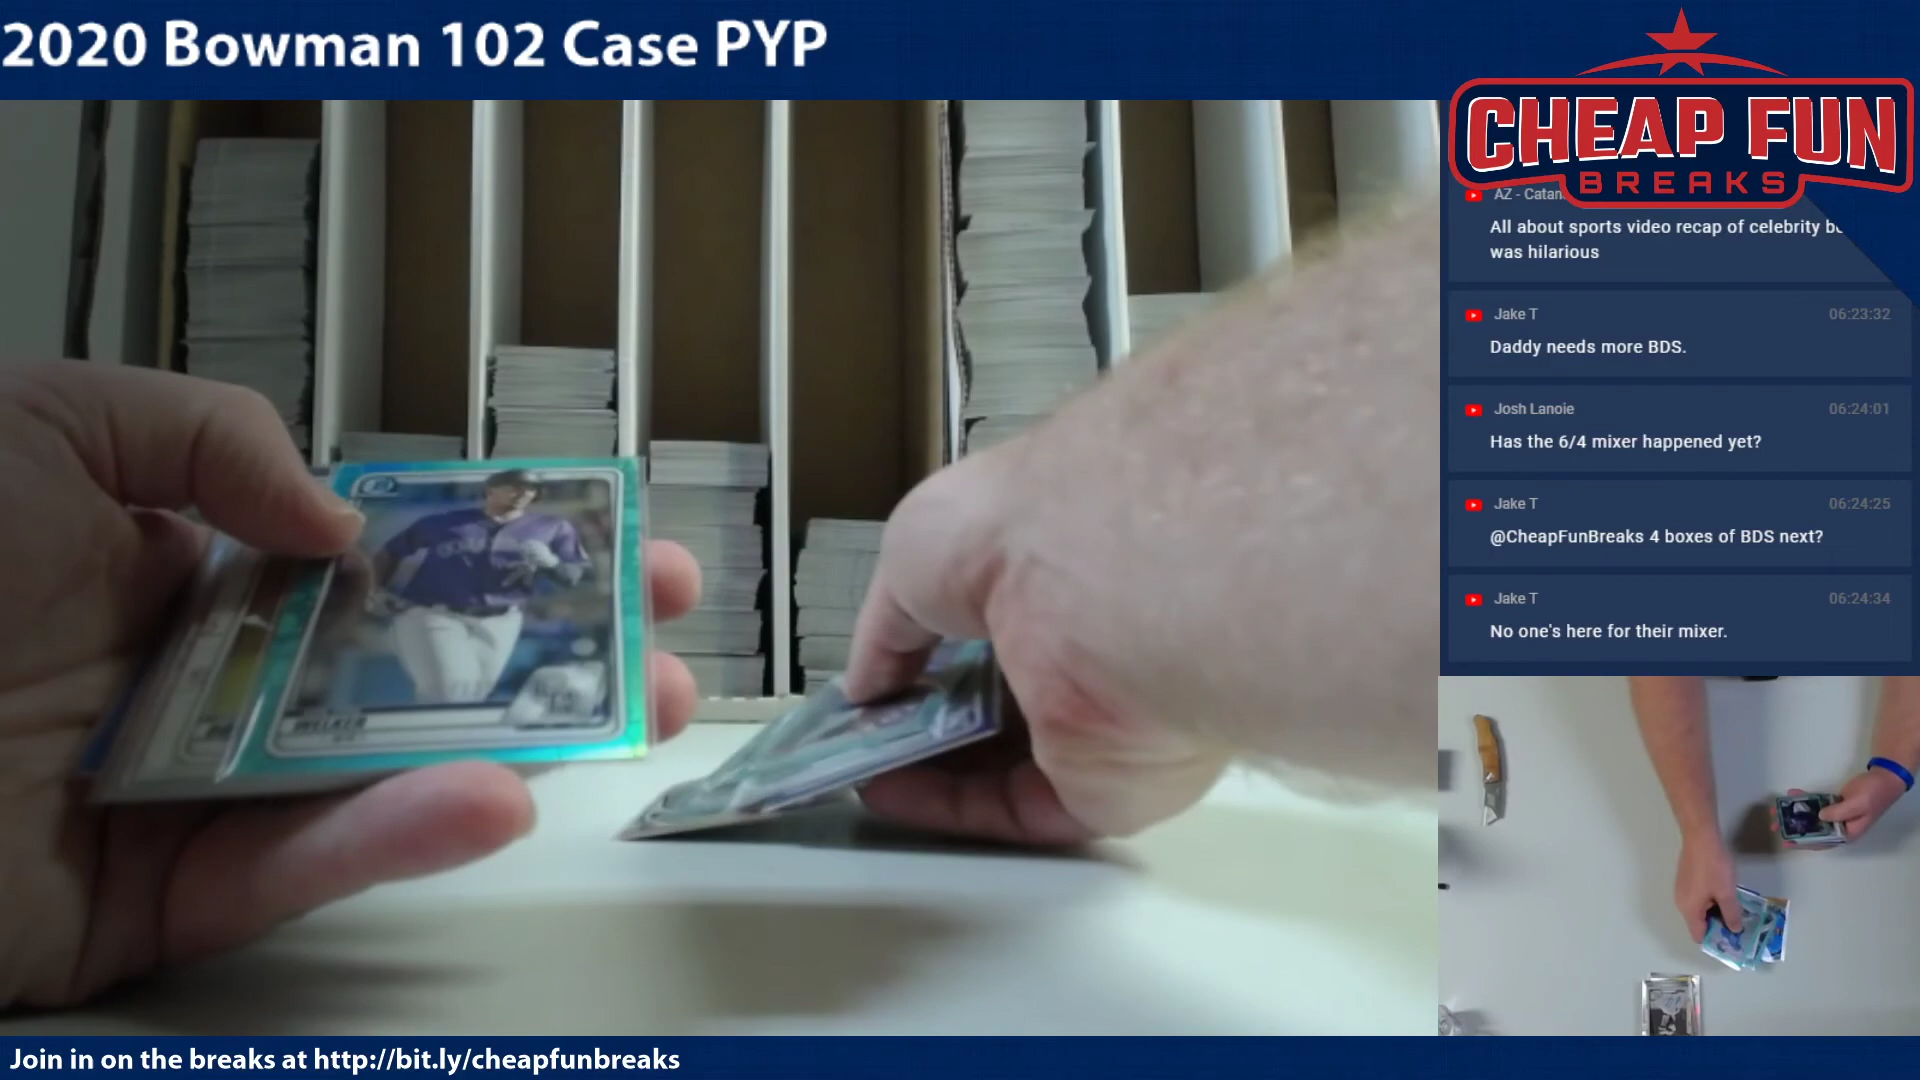 2020 Bowman 102 Case PYP
CHEAP FUN
BREAKS
AZ - Catan
All about sports video recap of celebrity
was hilarious
Jake T 06:23:32
Daddy needs more BDS.
Josh Lanoie 06:24:01
Has the 6/4 mixer happened yet?
Jake T 06:24:25
@CheapFunBreaks 4 boxes of BDS next?
Jake T 06:24:34
No one's here for their mixer.
WELKER
Join in on the breaks at http://bit.ly/cheapfunbreaks